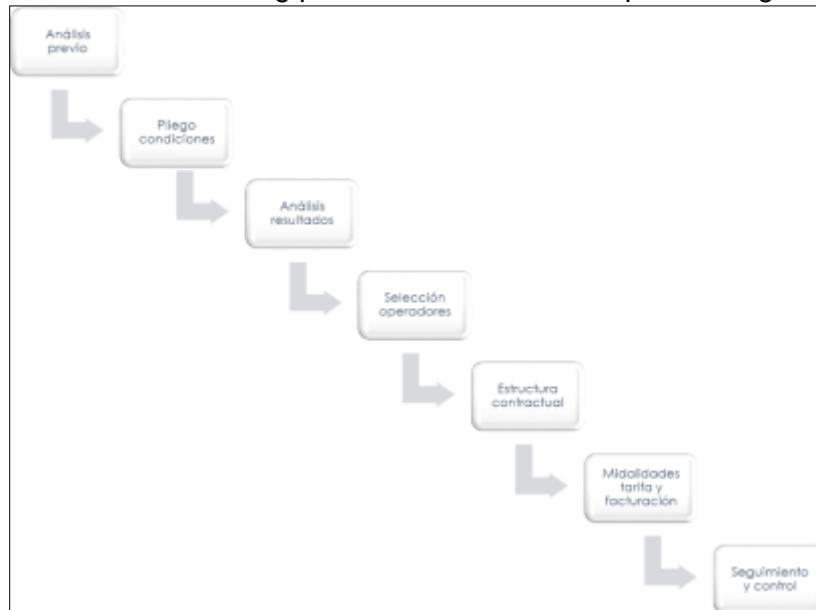 Análisis
previo
Pliego
condiciones
Análisis
resultados
Selección
operadores
Estructura
contractual
Midalidades
tarifa y
facturación
Seguimiento
y control